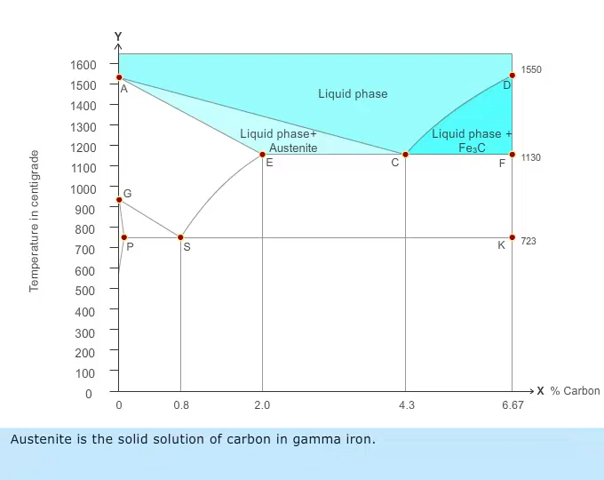 Y
1600
1500
1400
1300
1200
1100
1000
900
800
700
600
500
400
300
200
100
0
Temperature in centigrade
A
Liquid phase
1550
D
Liquid phase+
Austenite
Liquid phase +
Fe₃C
E
C
F
1130
G
P
S
K
723
X % Carbon
0
0.8
2.0
4.3
6.67
Austenite is the solid solution of carbon in gamma iron.